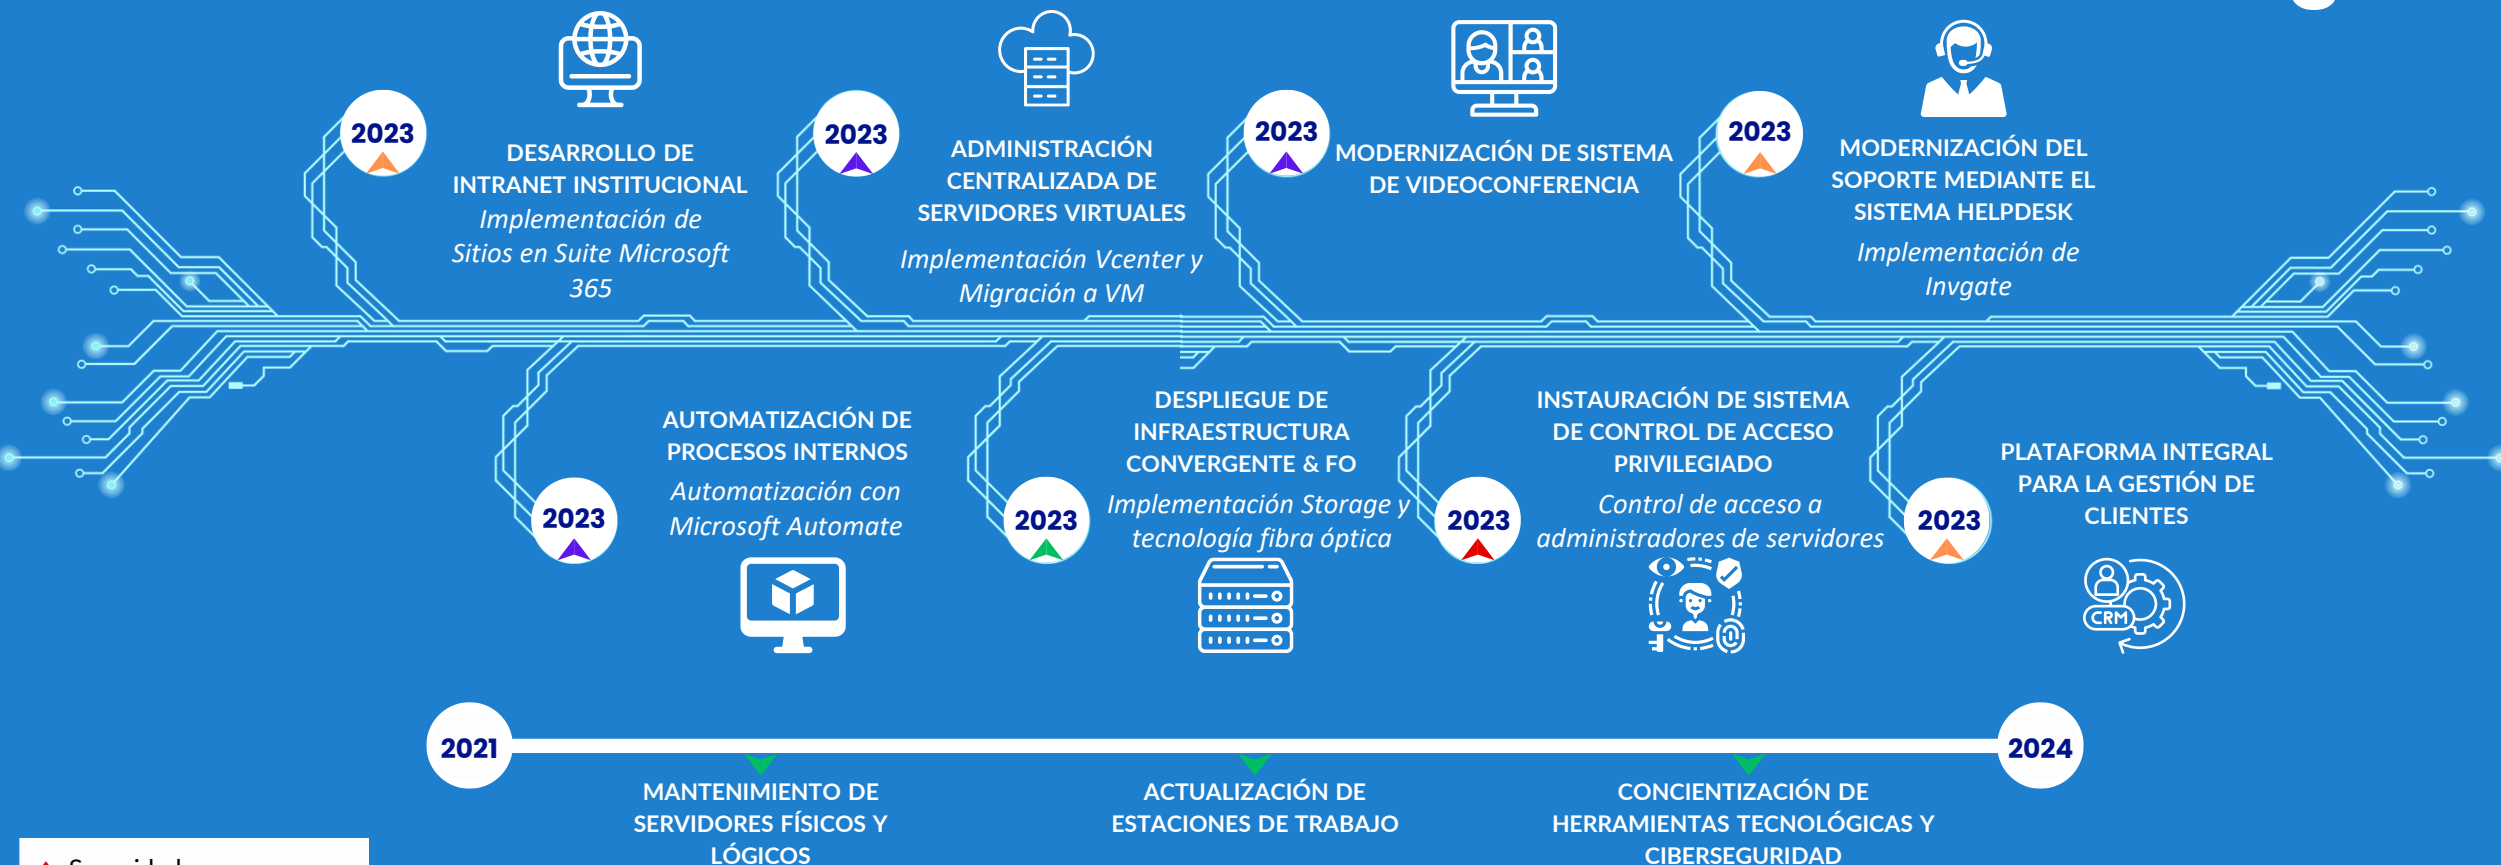 2023
DESARROLLO DE
INTRANET INSTITUCIONAL
Implementación de
Sitios en Suite Microsoft
365
2023
ADMINISTRACIÓN
CENTRALIZADA DE
SERVIDORES VIRTUALES
Implementación Vcenter y
Migración a VM
2023
MODERNIZACIÓN DE SISTEMA
DE VIDEOCONFERENCIA
2023
MODERNIZACIÓN DEL
SOPORTE MEDIANTE EL
SISTEMA HELPDESK
Implementación de
Invgate
2023
AUTOMATIZACIÓN DE
PROCESOS INTERNOS
Automatización con
Microsoft Automate
2023
DESPLIEGUE DE
INFRAESTRUCTURA
CONVERGENTE & FO
Implementación Storage y
tecnología fibra óptica
2023
INSTAURACIÓN DE SISTEMA
DE CONTROL DE ACCESO
PRIVILEGIADO
Control de acceso a
administradores de servidores
2023
PLATAFORMA INTEGRAL
PARA LA GESTIÓN DE
CLIENTES
CRM
2021
2024
MANTENIMIENTO DE
SERVIDORES FÍSICOS Y
LÓGICOS
ACTUALIZACIÓN DE
ESTACIONES DE TRABAJO
CONCIENTIZACIÓN DE
HERRAMIENTAS TECNOLÓGICAS Y
CIBERSEGURIDAD